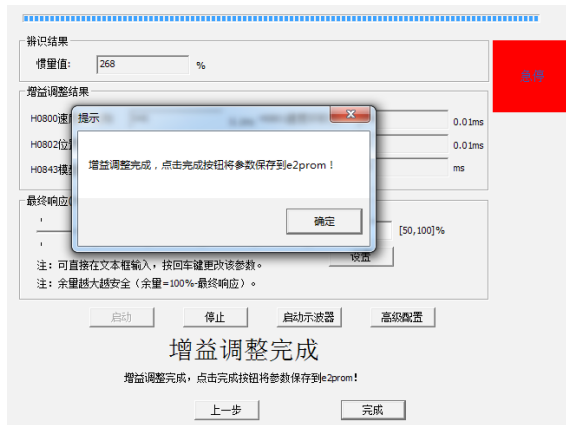 辨识结果
惯量值: 268 %
急停
增益调整结果
H0800速 0.01ms
H0802位 0.01ms
H0843模 ms
提示
增益调整完成，点击完成按钮将参数保存到e2prom！
确定
最终响应 [50,100]%
设置
注：可直接在文本框输入，按回车键更改该参数。
注：余量越大越安全（余量=100%-最终响应）。
启动 停止 启动示波器 高级配置
增益调整完成
增益调整完成，点击完成按钮将参数保存到e2prom!
上一步 完成